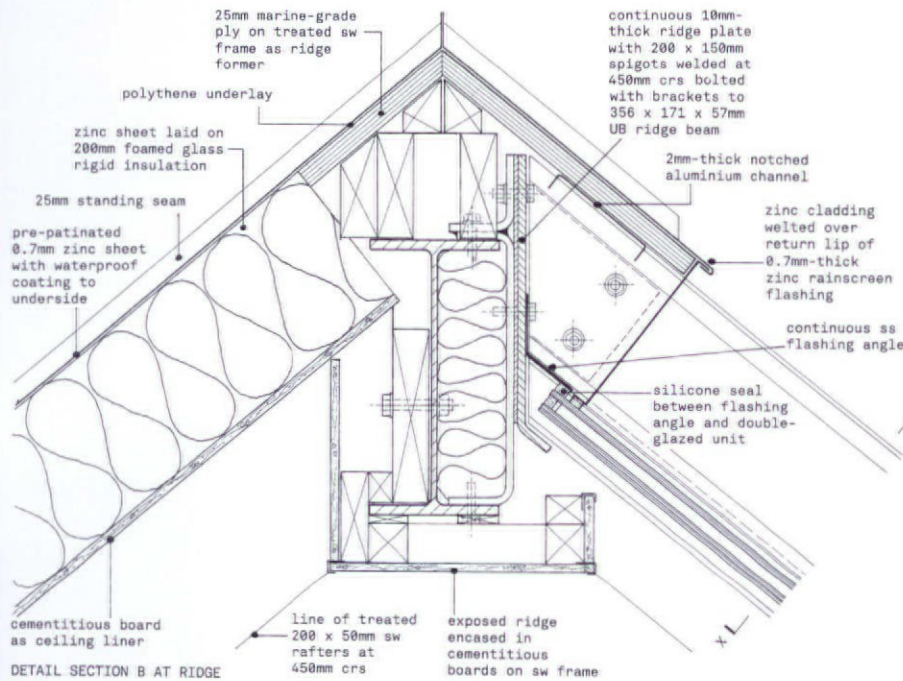 25mm marine-grade
ply on treated sw
frame as ridge
former
polythene underlay
zinc sheet laid on
200mm foamed glass
rigid insulation
25mm standing seam
pre-patinated
0.7mm zinc sheet
with waterproof
coating to
underside
continuous 10mm-
thick ridge plate
with 200 x 150mm
spigots welded at
450mm crs bolted
with brackets to
356 x 171 x 57mm
UB ridge beam
2mm-thick notched
aluminium channel
zinc cladding
welted over
return lip of
0.7mm-thick
zinc rainscreen
flashing
continuous ss
flashing angle
silicone seal
between flashing
angle and double-
glazed unit
X
cementitious board
as ceiling liner
line of treated
200 x 50mm sw
rafters at
450mm crs
exposed ridge
encased in
cementitious
boards on sw frame
DETAIL SECTION B AT RIDGE